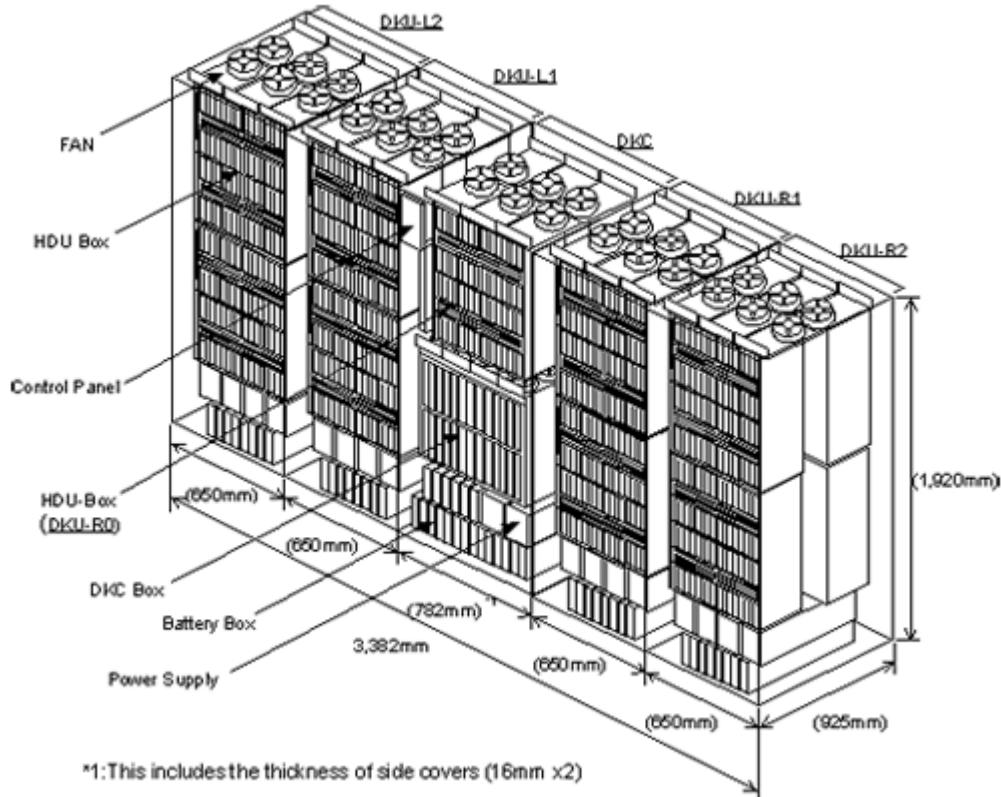 DKU-L2
DKU-L1
DKC
DKU-R1
DKU-R2
FAN
HDU Box
Control Panel
HDU-Box
(DKU-R0)
DKC Box
Battery Box
Power Supply
(650mm)
(650mm)
(782mm) *1
3,382mm
(650mm)
(650mm)
(925mm)
(1,920mm)
*1:This includes the thickness of side covers (16mm x2)